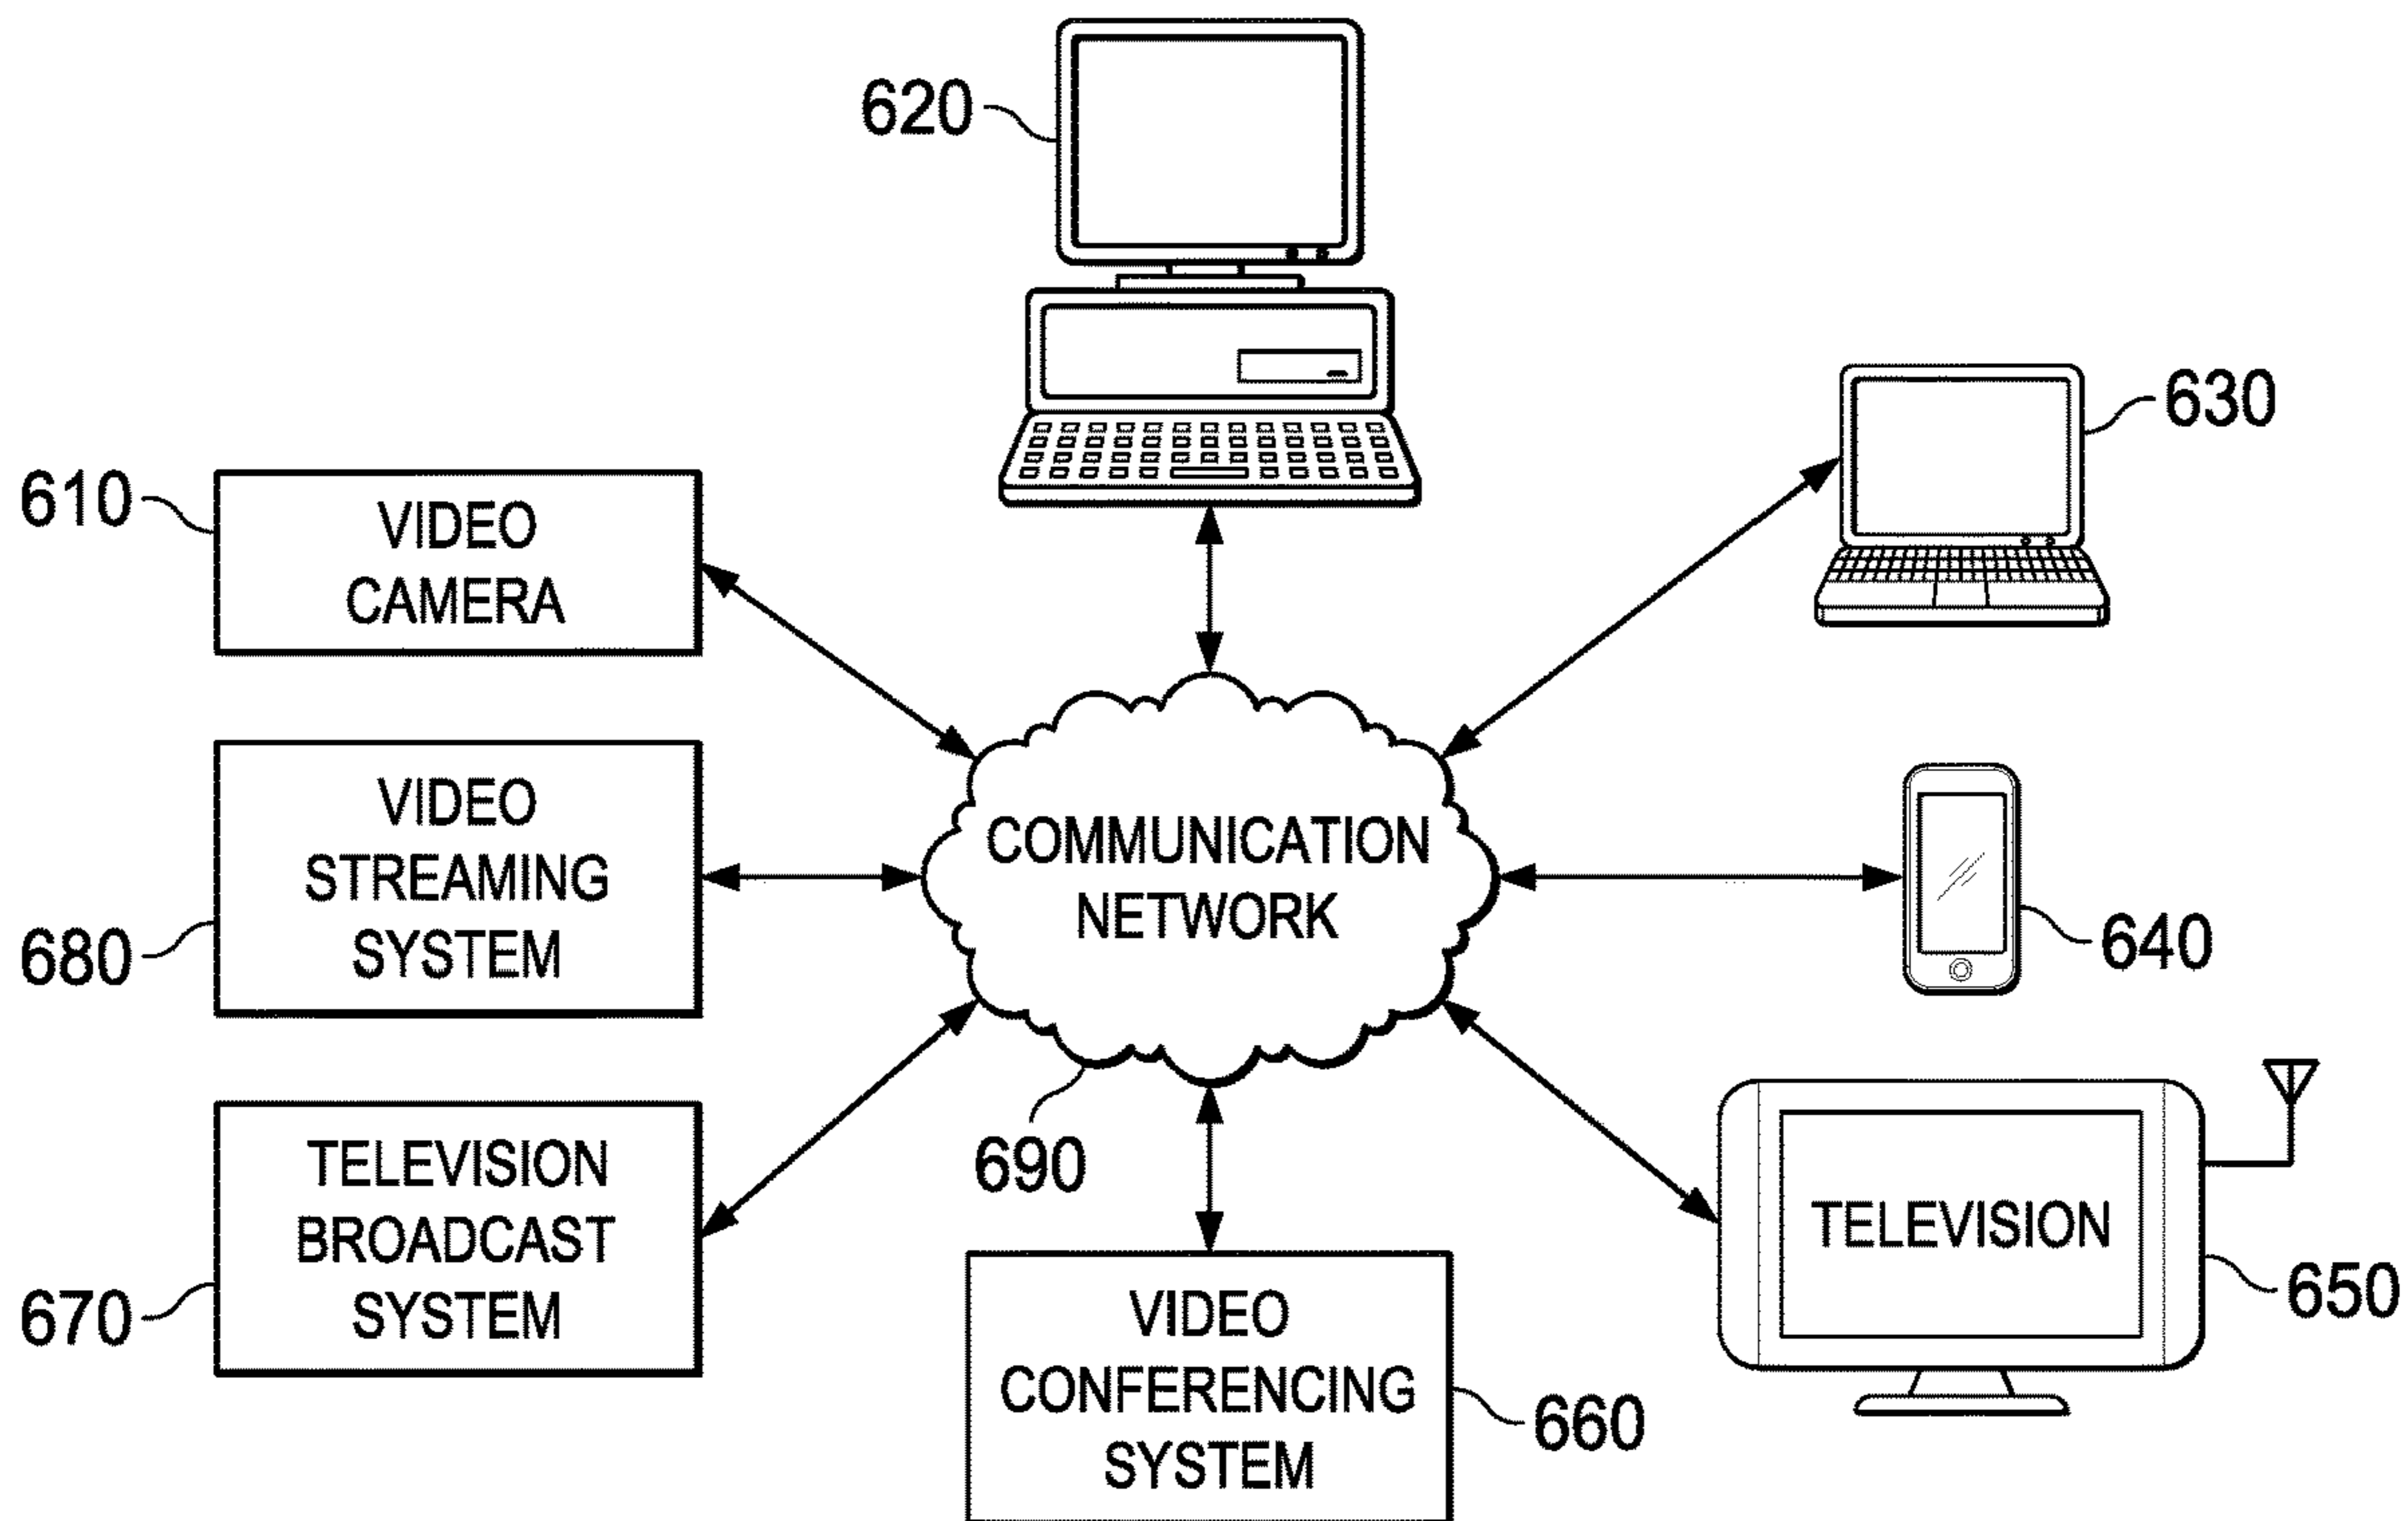 620
630
610
VIDEO
CAMERA
VIDEO
STREAMING
SYSTEM
680
COMMUNICATION
NETWORK
690
640
TELEVISION
BROADCAST
SYSTEM
670
VIDEO
CONFERENCING
SYSTEM
660
TELEVISION
650